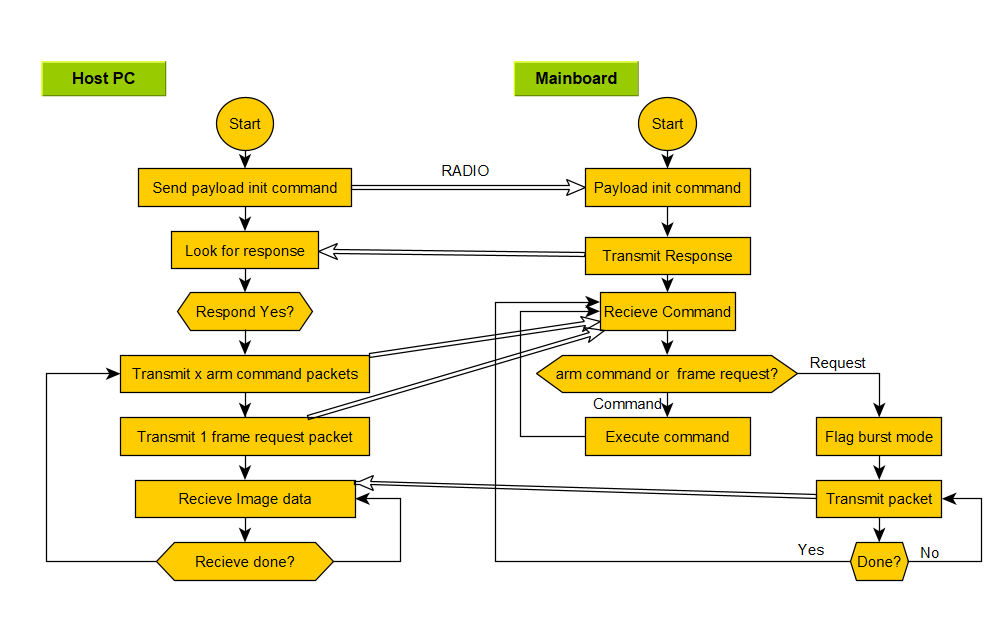 Host PC
Mainboard
Start
Start
RADIO
Send payload init command
Payload init command
Look for response
Transmit Response
Respond Yes?
Recieve Command
Transmit x arm command packets
arm command or frame request?
Request
Command
Transmit 1 frame request packet
Execute command
Flag burst mode
Recieve Image data
Transmit packet
Yes
No
Recieve done?
Done?